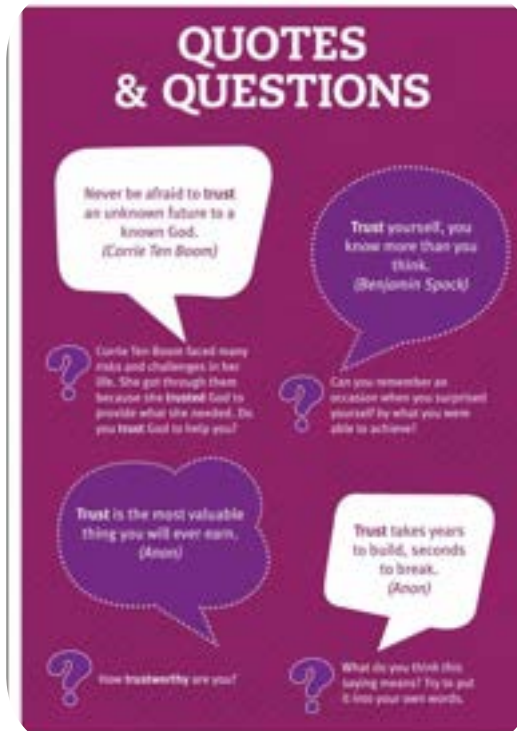 QUOTES
& QUESTIONS
Never be afraid to trust
an unknown future to a
known God.
(Corrie Ten Boom)
Trust yourself, you
know more than you
think.
(Benjamin Spock)
Corrie Ten Boom faced many
risks and challenges in her
life. She got through them
because she trusted God to
provide what she needed. Do
you trust God to help you?
Can you remember an
occasion when you surprised
yourself by what you were
able to achieve?
Trust is the most valuable
thing you will ever earn.
(Anon)
Trust takes years
to build, seconds
to break.
(Anon)
How trustworthy are you?
What do you think this
saying means? Try to put
it into your own words.